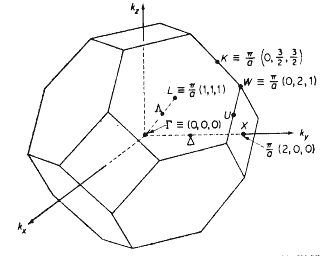 k_z
K ≡ π/a (0, 3/2, 3/2)
W ≡ π/a (0, 2, 1)
L ≡ π/a (1,1,1)
Λ
U
Γ ≡ (0,0,0)
X
k_y
Δ
π/a (2, 0, 0)
k_x